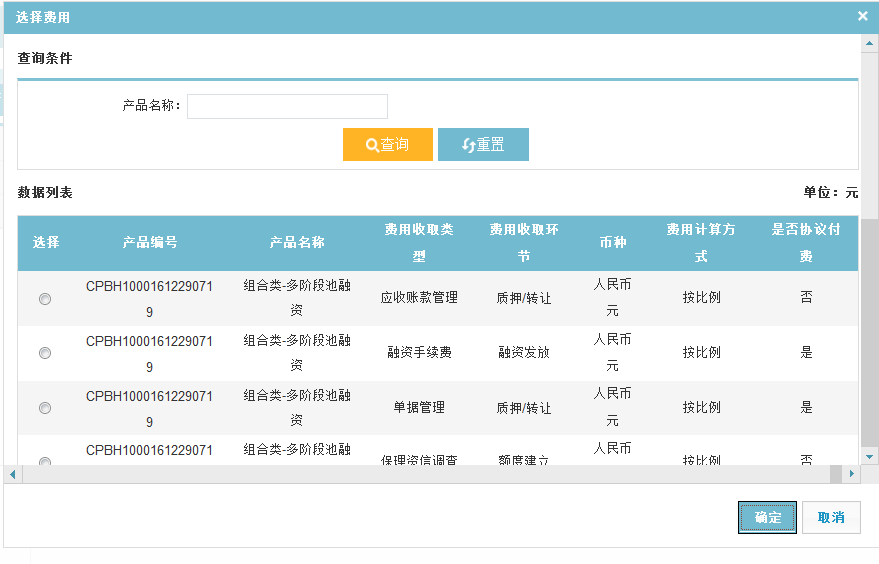 选择费用
查询条件
产品名称：
查询 重置
数据列表 单位：元
选择 产品编号 产品名称 费用收取类型 费用收取环节 币种 费用计算方式 是否协议付费
CPBH10001612290719 组合类-多阶段池融资 应收账款管理 质押/转让 人民币元 按比例 否
CPBH10001612290719 组合类-多阶段池融资 融资手续费 融资发放 人民币元 按比例 是
CPBH10001612290719 组合类-多阶段池融资 单据管理 质押/转让 人民币元 按比例 是
CPBH1000161229071 组合类-多阶段池融 保理资信调查 额度建立 人民币 按比例 否
确定 取消